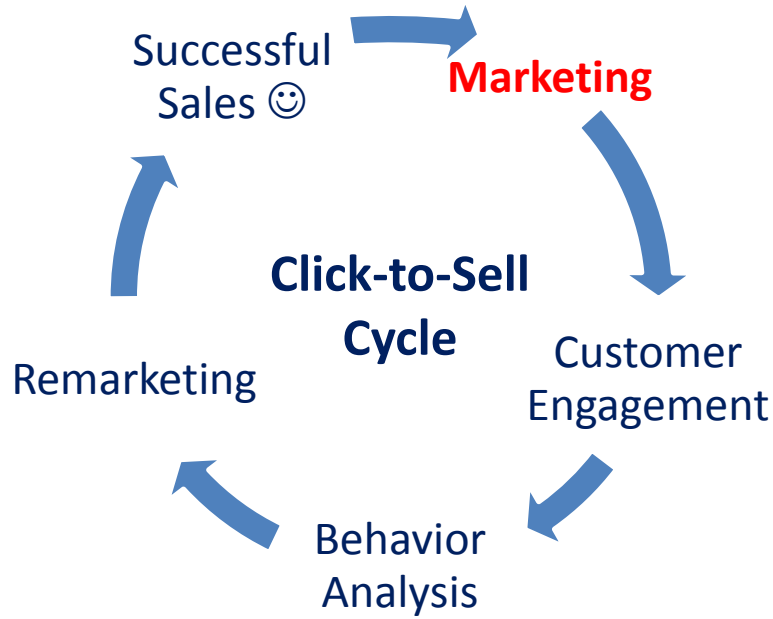 Successful
Sales ☺
Marketing
Click-to-Sell
Cycle
Customer
Engagement
Remarketing
Behavior
Analysis